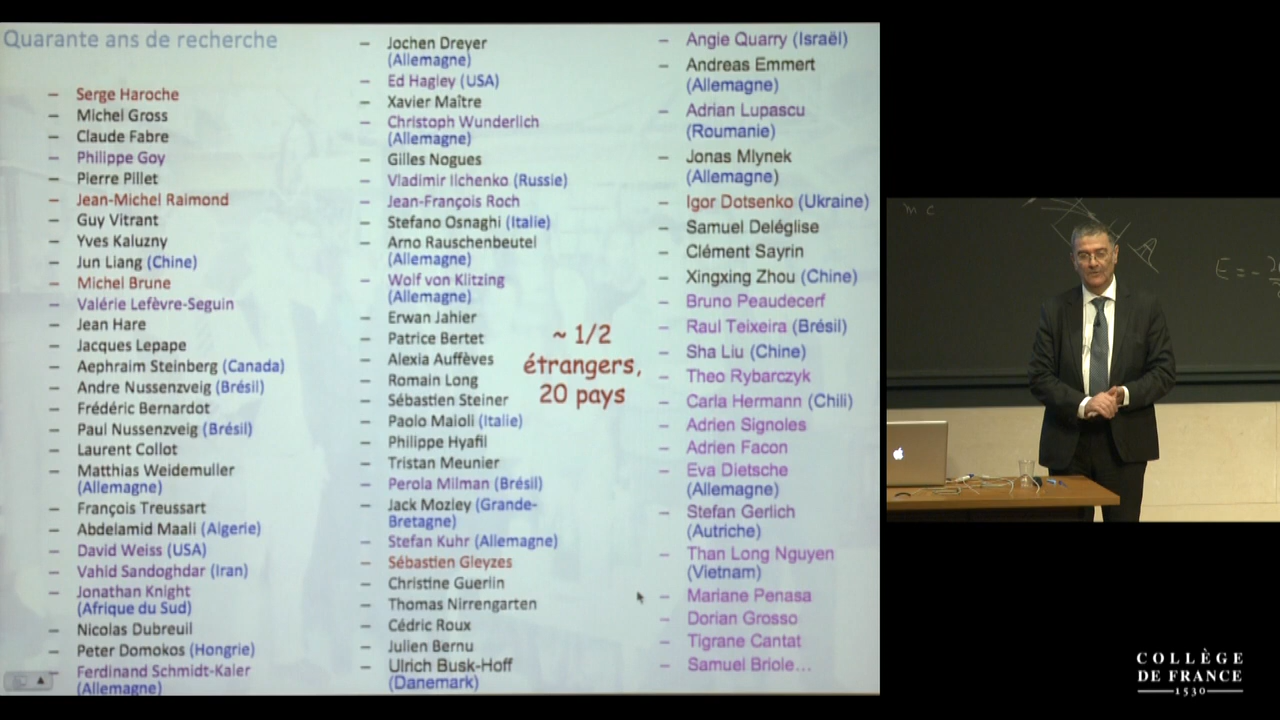 Quarante ans de recherche
– Serge Haroche
– Michel Gross
– Claude Fabre
– Philippe Goy
– Pierre Pillet
– Jean-Michel Raimond
– Guy Vitrant
– Yves Kaluzny
– Jun Liang (Chine)
– Michel Brune
– Valérie Lefèvre-Seguin
– Jean Hare
– Jacques Lepape
– Aephraim Steinberg (Canada)
– Andre Nussenzveig (Brésil)
– Frédéric Bernardot
– Paul Nussenzveig (Brésil)
– Laurent Collot
– Matthias Weidemuller
(Allemagne)
– François Treussart
– Abdelamid Maali (Algerie)
– David Weiss (USA)
– Vahid Sandoghdar (Iran)
– Jonathan Knight
(Afrique du Sud)
– Nicolas Dubreuil
– Peter Domokos (Hongrie)
– Ferdinand Schmidt-Kaler
(Allemagne)
– Jochen Dreyer
(Allemagne)
– Ed Hagley (USA)
– Xavier Maître
– Christoph Wunderlich
(Allemagne)
– Gilles Nogues
– Vladimir Ilchenko (Russie)
– Jean-François Roch
– Stefano Osnaghi (Italie)
– Arno Rauschenbeutel
(Allemagne)
– Wolf von Klitzing
(Allemagne)
– Erwan Jahier
– Patrice Bertet
– Alexia Auffèves
– Romain Long
– Sébastien Steiner
– Paolo Maioli (Italie)
– Philippe Hyafil
– Tristan Meunier
– Perola Milman (Brésil)
– Jack Mozley (Grande-
Bretagne)
– Stefan Kuhr (Allemagne)
– Sébastien Gleyzes
– Christine Guerlin
– Thomas Nirrengarten
– Cédric Roux
– Julien Bernu
– Ulrich Busk-Hoff
(Danemark)
~ 1/2
étrangers,
20 pays
– Angie Quarry (Israël)
– Andreas Emmert
(Allemagne)
– Adrian Lupascu
(Roumanie)
– Jonas Mlynek
(Allemagne)
– Igor Dotsenko (Ukraine)
– Samuel Deléglise
– Clément Sayrin
– Xingxing Zhou (Chine)
– Bruno Peaudecerf
– Raul Teixeira (Brésil)
– Sha Liu (Chine)
– Theo Rybarczyk
– Carla Hermann (Chili)
– Adrien Signoles
– Adrien Facon
– Eva Dietsche
(Allemagne)
– Stefan Gerlich
(Autriche)
– Than Long Nguyen
(Vietnam)
– Mariane Penasa
– Dorian Grosso
– Tigrane Cantat
– Samuel Briole...
m c
E = -
COLLÈGE
DE FRANCE
1530